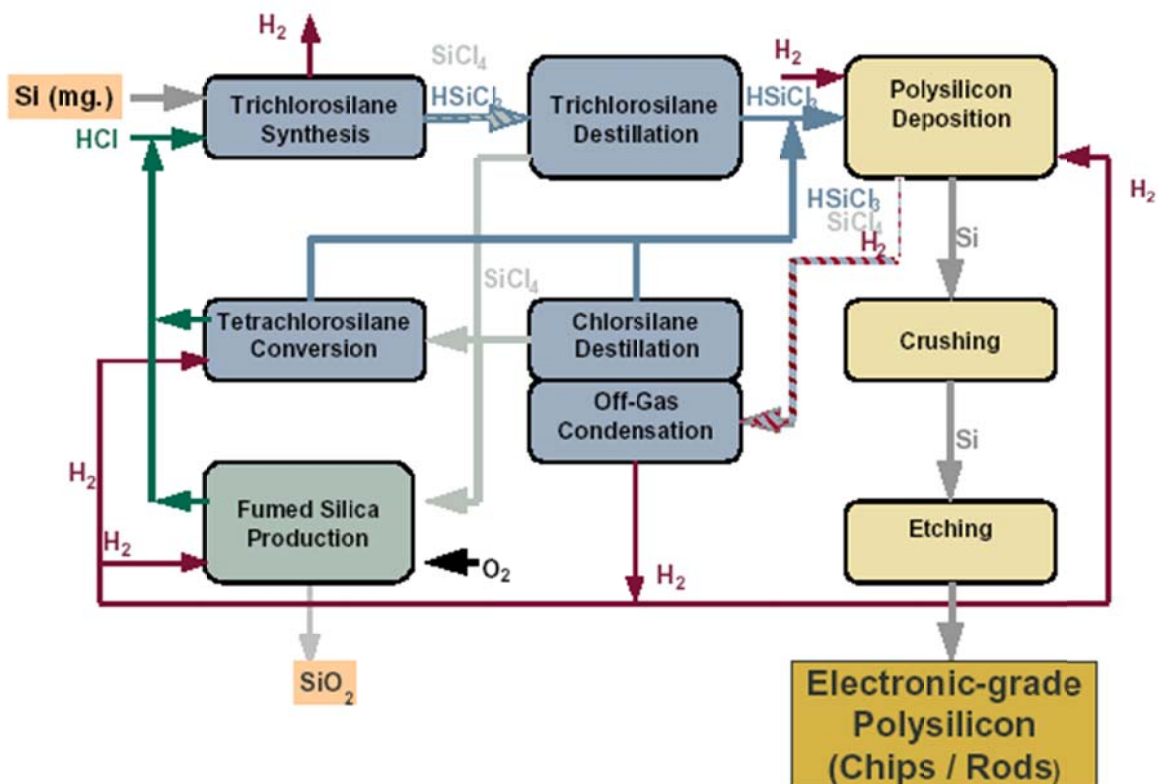 H₂
SiCl₄
H₂
Si (mg.)
Trichlorosilane
Synthesis
HSiCl₃
Trichlorosilane
Destillation
HSiCl₃
Polysilicon
Deposition
HCl
H₂
HSiCl₃
SiCl₄
H₂
Si
SiCl₄
Tetrachlorosilane
Conversion
Chlorsilane
Destillation
Crushing
Off-Gas
Condensation
Si
H₂
Fumed Silica
Production
Etching
H₂
O₂
H₂
SiO₂
Electronic-grade
Polysilicon
(Chips / Rods)